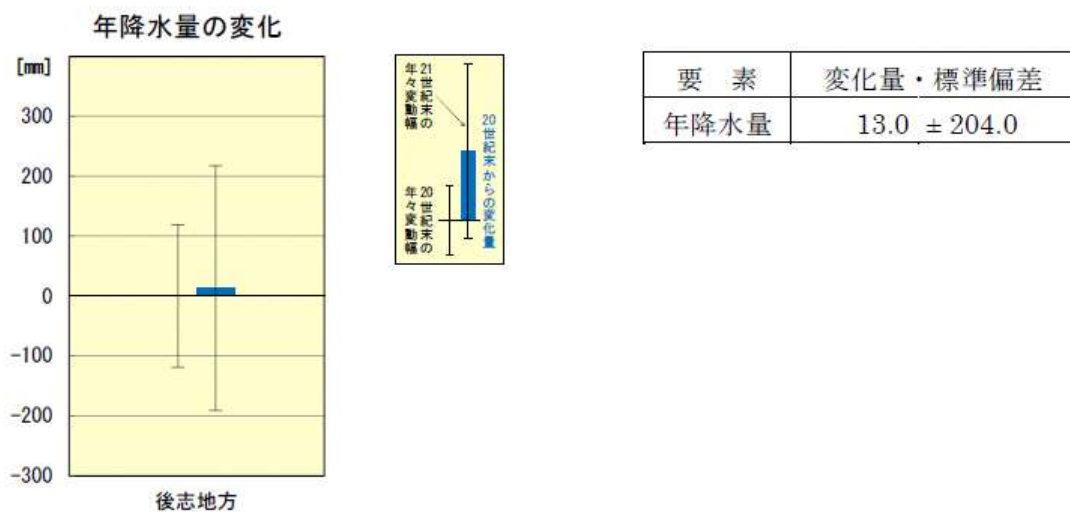 年降水量の変化
[mm]
300
200
100
0
-100
-200
-300
後志地方
21世紀末の
年々変動幅
20世紀末の
年々変動幅
20世紀末からの変化量
要 素 変化量・標準偏差
年降水量 13.0 ± 204.0